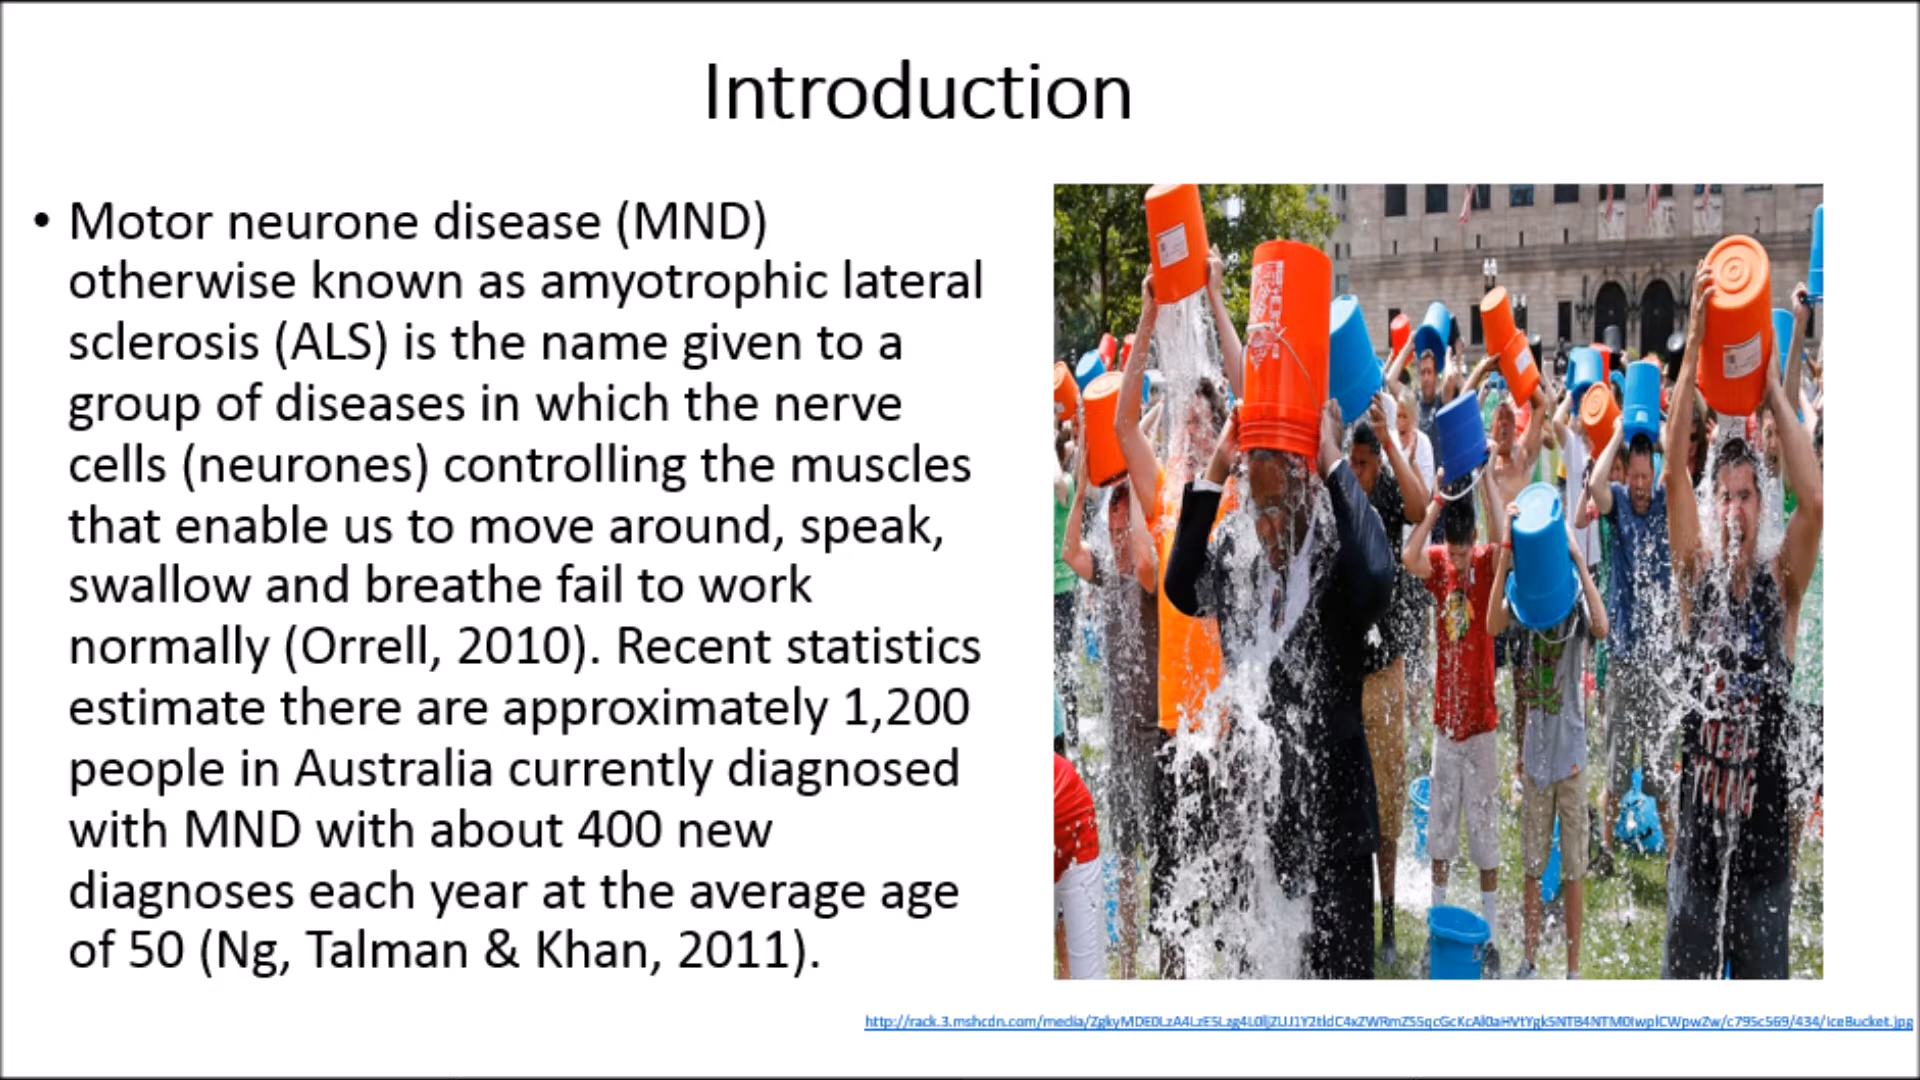 Introduction
• Motor neurone disease (MND)
otherwise known as amyotrophic lateral
sclerosis (ALS) is the name given to a
group of diseases in which the nerve
cells (neurones) controlling the muscles
that enable us to move around, speak,
swallow and breathe fail to work
normally (Orrell, 2010). Recent statistics
estimate there are approximately 1,200
people in Australia currently diagnosed
with MND with about 400 new
diagnoses each year at the average age
of 50 (Ng, Talman & Khan, 2011).